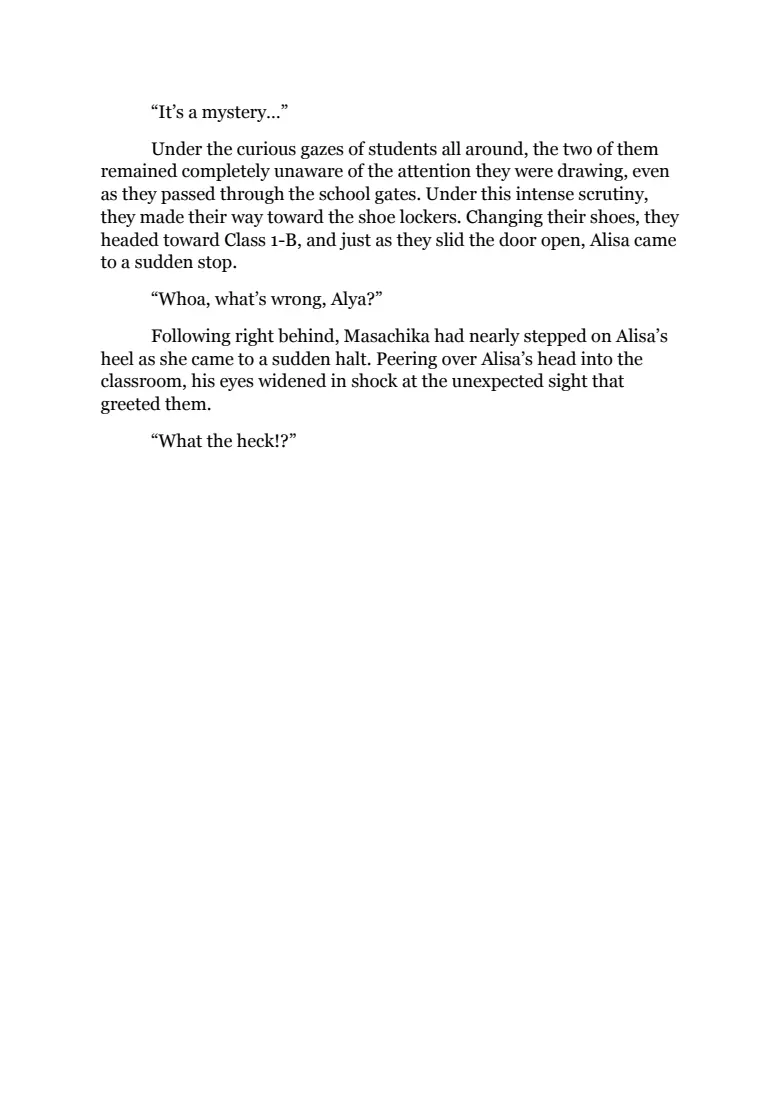 “It’s a mystery...”
Under the curious gazes of students all around, the two of them
remained completely unaware of the attention they were drawing, even
as they passed through the school gates. Under this intense scrutiny,
they made their way toward the shoe lockers. Changing their shoes, they
headed toward Class 1-B, and just as they slid the door open, Alisa came
to a sudden stop.
“Whoa, what’s wrong, Alya?”
Following right behind, Masachika had nearly stepped on Alisa’s
heel as she came to a sudden halt. Peering over Alisa’s head into the
classroom, his eyes widened in shock at the unexpected sight that
greeted them.
“What the heck!?”